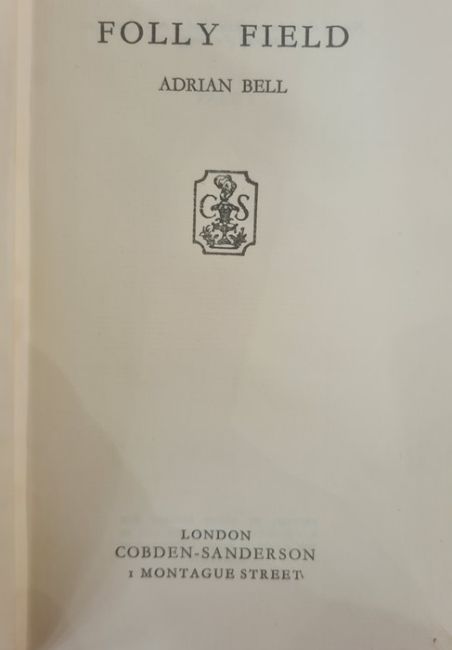 FOLLY FIELD
ADRIAN BELL
C S
LONDON
COBDEN-SANDERSON
1 MONTAGUE STREET